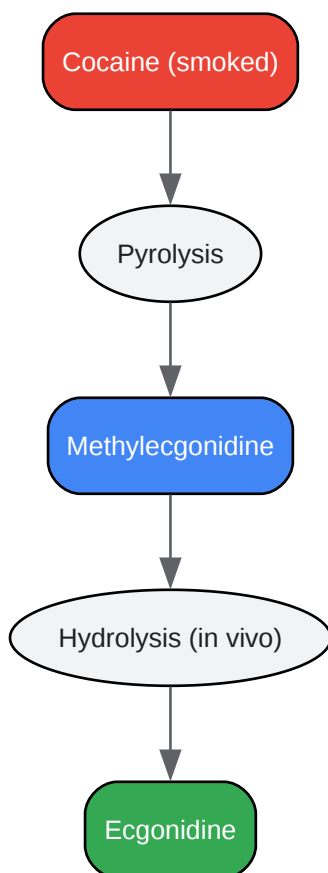 Cocaine (smoked)
Pyrolysis
Methylecgonidine
Hydrolysis (in vivo)
Ecgonidine